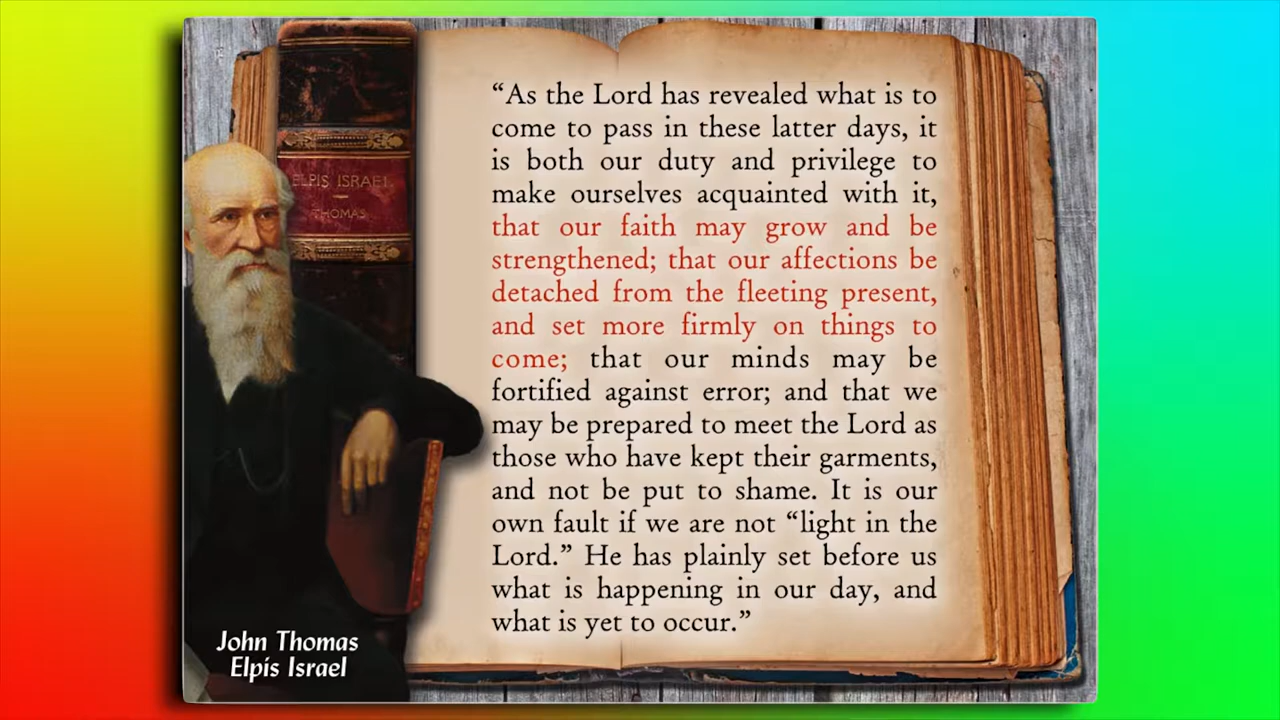 ELPIS ISRAEL
THOMAS
“As the Lord has revealed what is to
come to pass in these latter days, it
is both our duty and privilege to
make ourselves acquainted with it,
that our faith may grow and be
strengthened; that our affections be
detached from the fleeting present,
and set more firmly on things to
come; that our minds may be
fortified against error; and that we
may be prepared to meet the Lord as
those who have kept their garments,
and not be put to shame. It is our
own fault if we are not “light in the
Lord.” He has plainly set before us
what is happening in our day, and
what is yet to occur.”
John Thomas
Elpis Israel